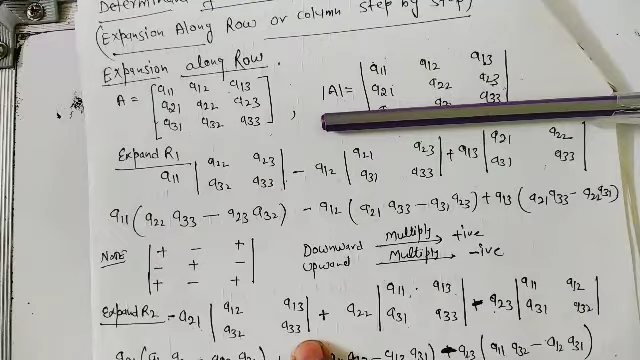 Determinant of
(Expansion Along Row or column step by step)
Expansion along Row.
A = [a11 a12 a13
a21 a22 a23
a31 a32 a33] , |A| = |a11 a12 a13
a21 a22 a23
a33|
Expand R1
a11 |a22 a23
a32 a33| - a12 |a21 a23
a31 a33| + a13 |a21 a22
a31 a33|
a11 (a22 a33 - a23 a32) - a12 (a21 a33 - a31 a23) + a13 (a21 a33 - a22 a31)
NOTE |+ - +
- + -
+ - +|
Downward Multiply → +ive
Upward Multiply → -ive
Expand R2 - a21 |a12 a13
a32 a33| + a22 |a11 a13
a31 a33| - a23 |a11 a12
a31 a32|
- a23 (a11 a32 - a12 a31)